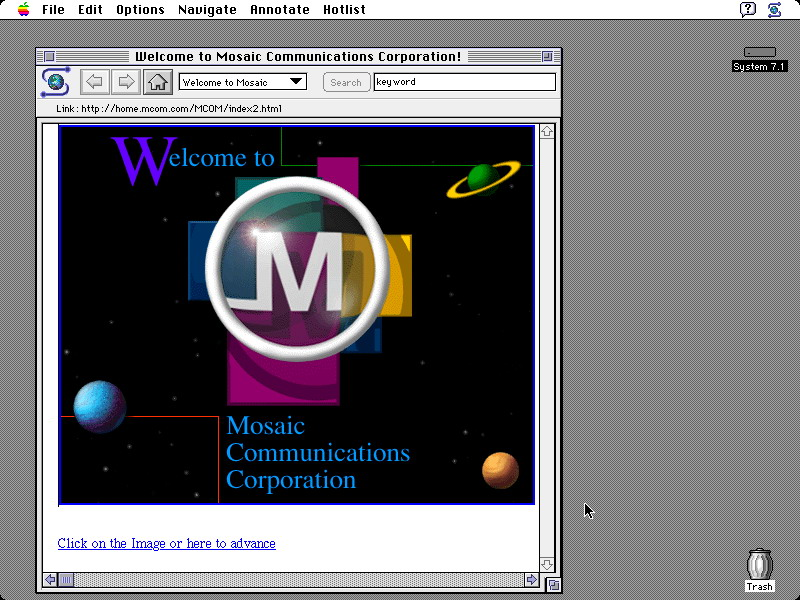 File Edit Options Navigate Annotate Hotlist
Welcome to Mosaic Communications Corporation!
Welcome to Mosaic Search keyword
Link: http://home.mcom.com/MCOM/index2.html
System 7.1
Welcome to
M
Mosaic
Communications
Corporation
Click on the Image or here to advance
Trash